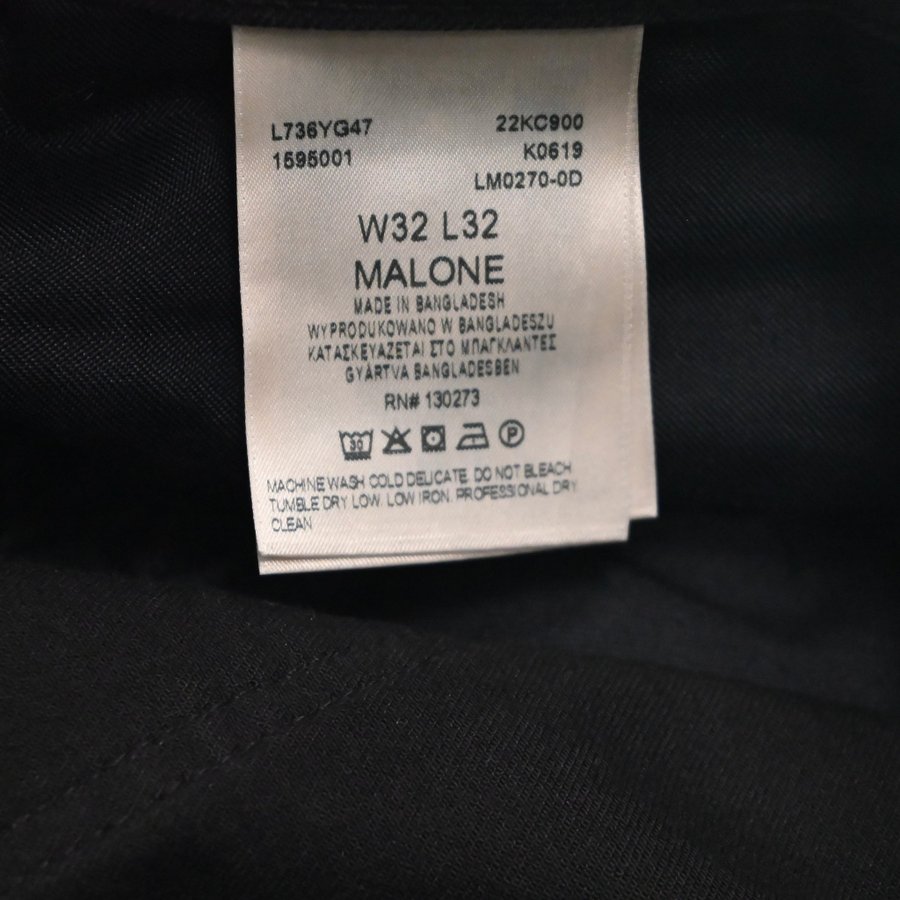 L736YG47 22KC900
1595001 K0619
LM0270-0D
W32 L32
MALONE
MADE IN BANGLADESH
WYPRODUKOWANO W BANGLADESZU
ΚΑΤΑΣΚΕΥΑΖΕΤΑΙ ΣΤΟ ΜΠΑΓΚΛΑΝΤΕΣ
GYÁRTVA BANGLADESBEN
RN# 130273
30 P
MACHINE WASH COLD DELICATE. DO NOT BLEACH.
TUMBLE DRY LOW. LOW IRON. PROFESSIONAL DRY
CLEAN